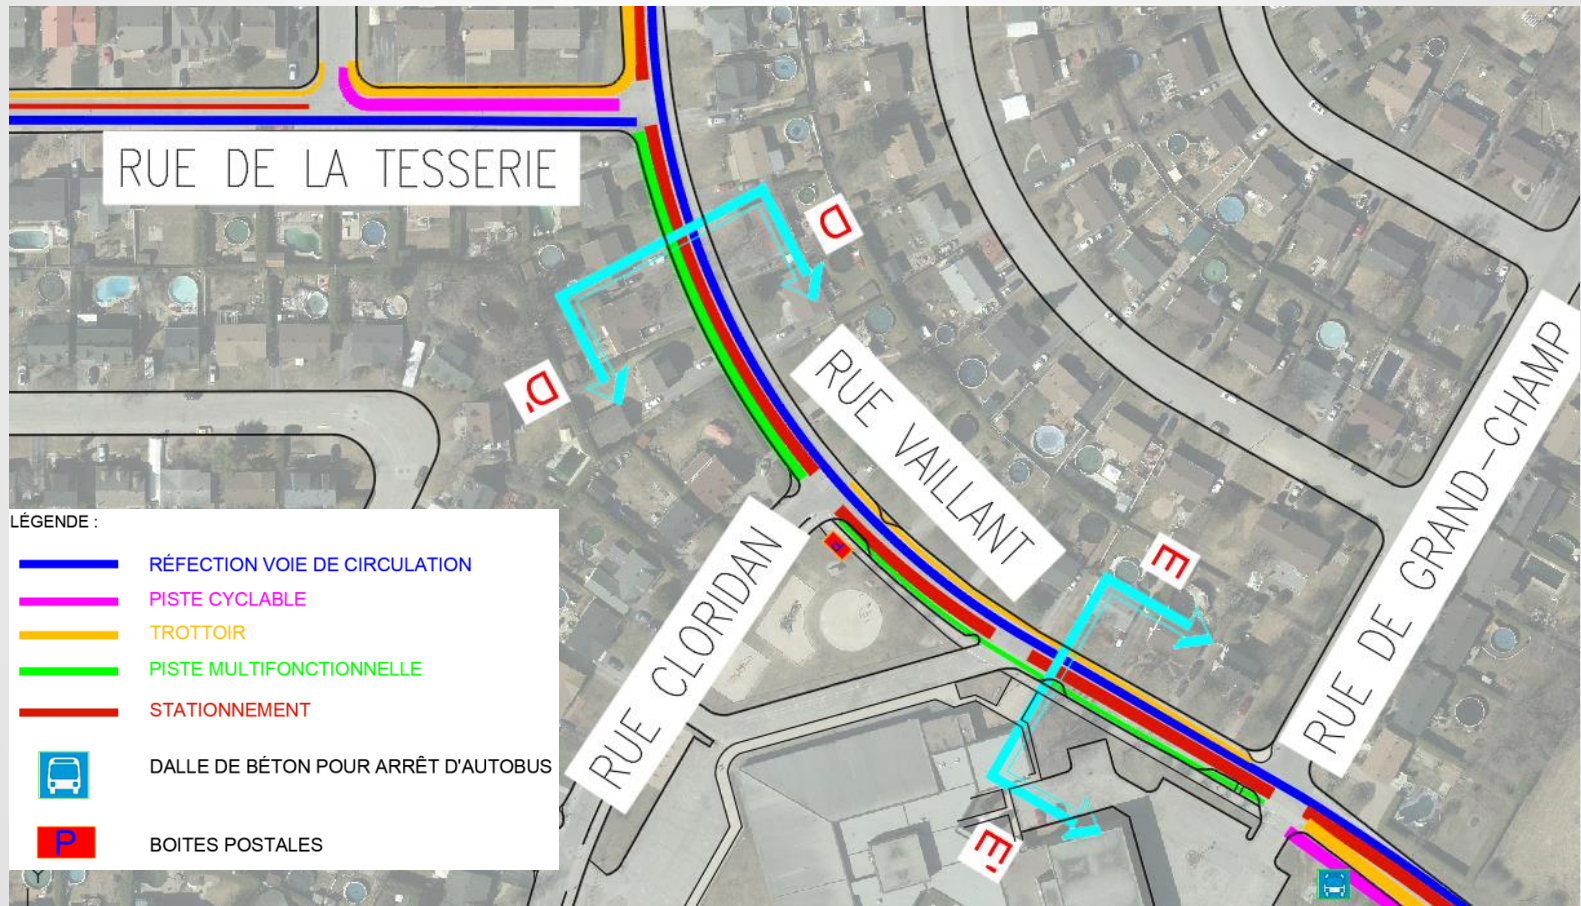 RUE DE LA TESSERIE
D
D'
RUE VAILLANT
RUE DE GRAND-CHAMP
E
E'
RUE CLORIDAN
P
LÉGENDE :
RÉFECTION VOIE DE CIRCULATION
PISTE CYCLABLE
TROTTOIR
PISTE MULTIFONCTIONNELLE
STATIONNEMENT
DALLE DE BÉTON POUR ARRÊT D'AUTOBUS
P
BOITES POSTALES
Y